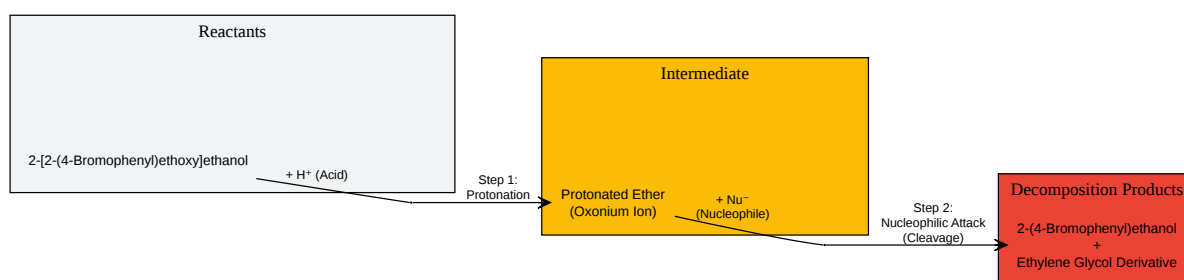 Reactants
2-[2-(4-Bromophenyl)ethoxy]ethanol
+ H⁺ (Acid)
Step 1:
Protonation
Intermediate
Protonated Ether
(Oxonium Ion)
+ Nu⁻
(Nucleophile)
Step 2:
Nucleophilic Attack
(Cleavage)
Decomposition Products
2-(4-Bromophenyl)ethanol
+
Ethylene Glycol Derivative